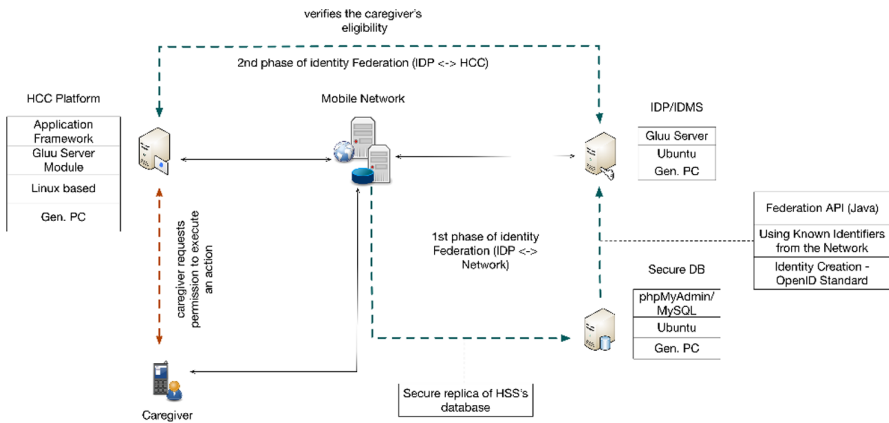 verifies the caregiver's
eligibility
2nd phase of identity Federation (IDP <-> HCC)
HCC Platform
Application
Framework
Gluu Server
Module
Linux based
Gen. PC
Mobile Network
IDP/IDMS
Gluu Server
Ubuntu
Gen. PC
Federation API (Java)
Using Known Identifiers
from the Network
Identity Creation -
OpenID Standard
1st phase of identity
Federation (IDP <->
Network)
caregiver requests
permission to execute
an action
Secure DB
phpMyAdmin/
MySQL
Ubuntu
Gen. PC
Secure replica of HSS's
database
Caregiver